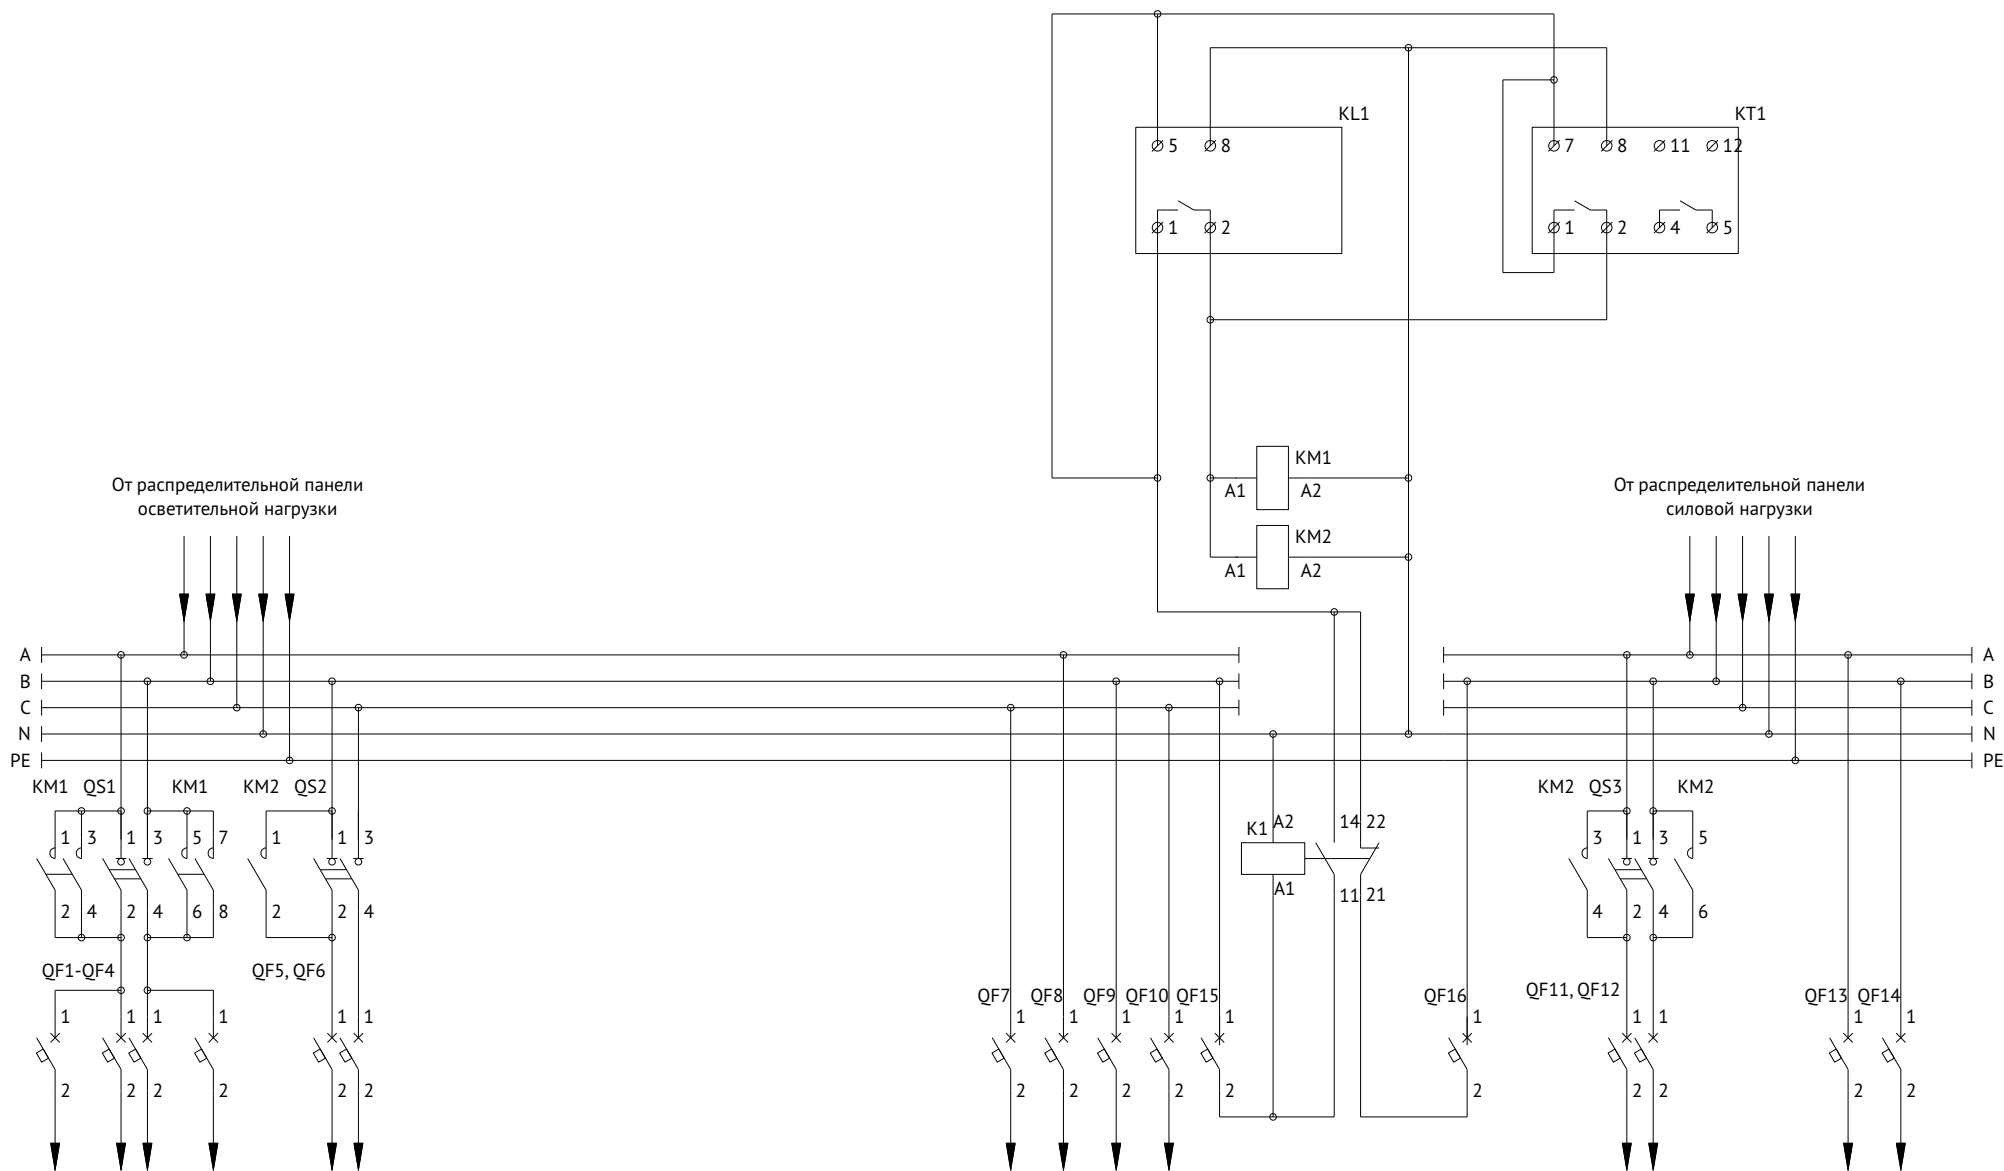 KL1
KT1
5 8
7 8 11 12
1 2
1 2 4 5
KM1
A1 A2
KM2
A1 A2
От распределительной панели
осветительной нагрузки
От распределительной панели
силовой нагрузки
A A
B B
C C
N N
PE PE
KM1 QS1 KM1 KM2 QS2
KM2 QS3 KM2
K1 A2 14 22
1 3 1 3 5 7 1 1 3
3 1 3 5
A1 11 21
2 4 2 4 6 8 2 2 4
4 2 4 6
QF1-QF4 QF5, QF6
QF7 QF8 QF9 QF10 QF15 QF16 QF11, QF12 QF13 QF14
1 1 1 1 1 1 1 1 1 1 1 1 1 1 1 1
2 2 2 2 2 2 2 2 2 2 2 2 2 2 2 2